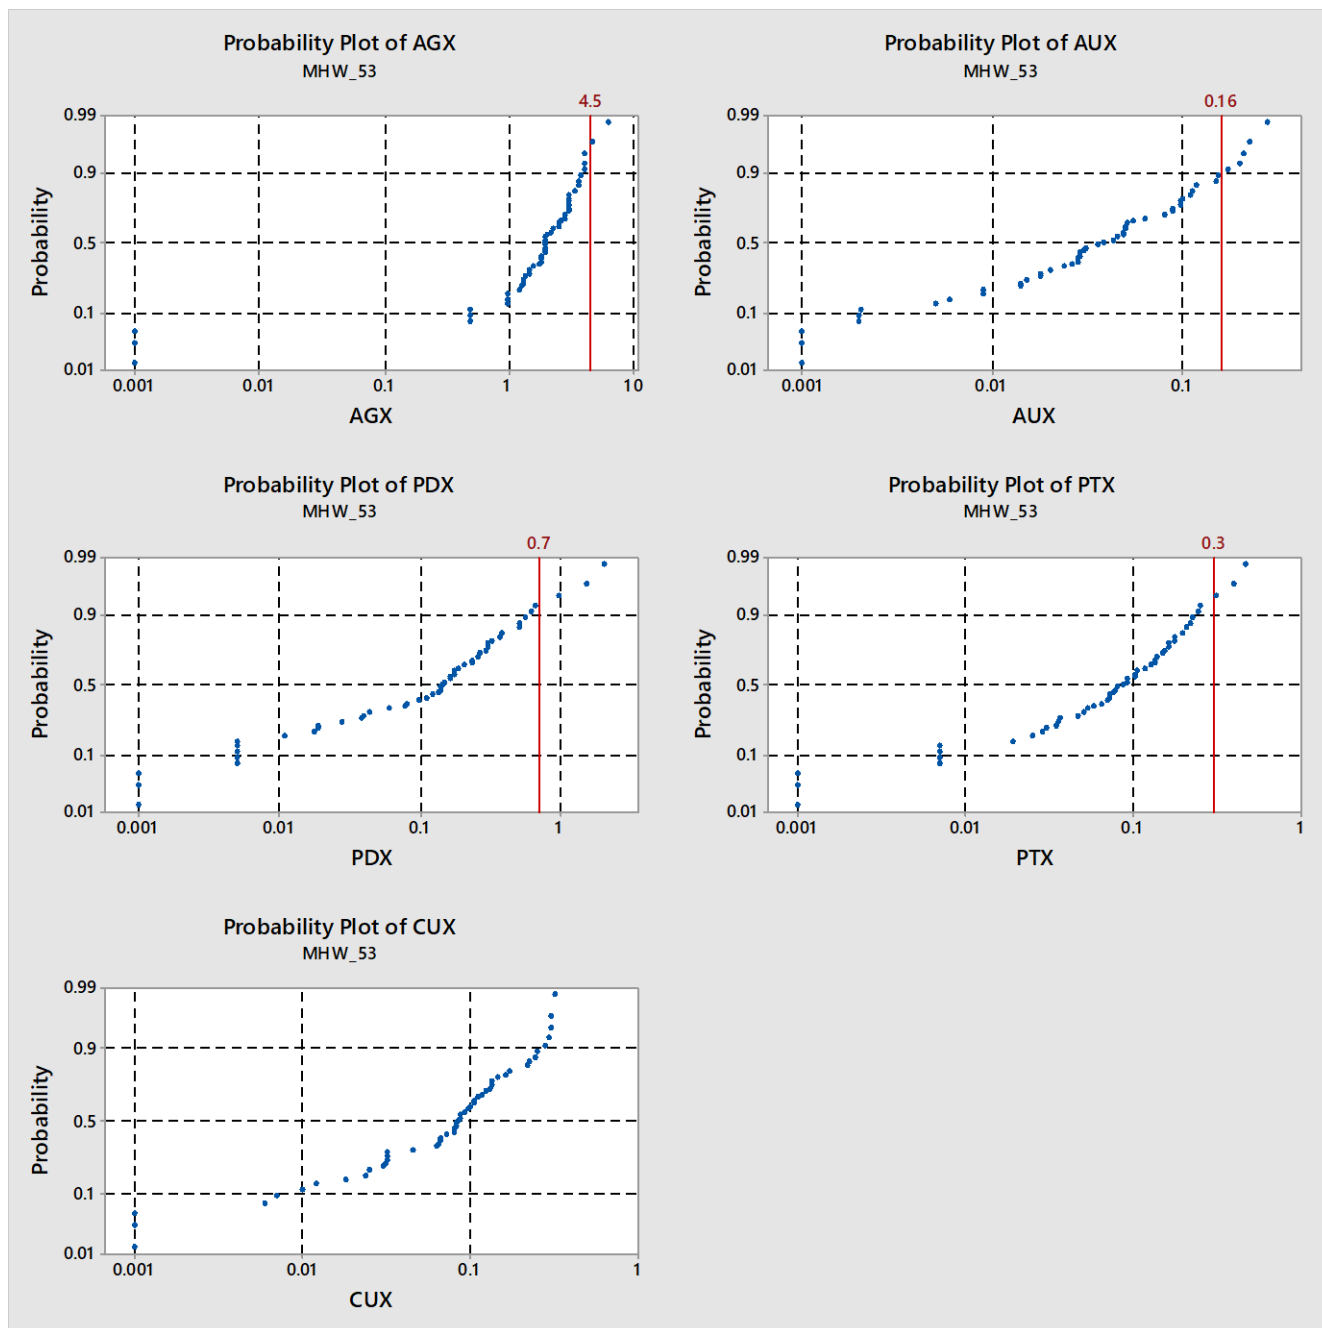 Probability Plot of AGX
MHW_53
4.5
0.99
0.9
0.5
0.1
0.01
Probability
0.001 0.01 0.1 1 10
AGX
Probability Plot of AUX
MHW_53
0.16
0.99
0.9
0.5
0.1
0.01
Probability
0.001 0.01 0.1
AUX
Probability Plot of PDX
MHW_53
0.7
0.99
0.9
0.5
0.1
0.01
Probability
0.001 0.01 0.1 1
PDX
Probability Plot of PTX
MHW_53
0.3
0.99
0.9
0.5
0.1
0.01
Probability
0.001 0.01 0.1 1
PTX
Probability Plot of CUX
MHW_53
0.99
0.9
0.5
0.1
0.01
Probability
0.001 0.01 0.1 1
CUX